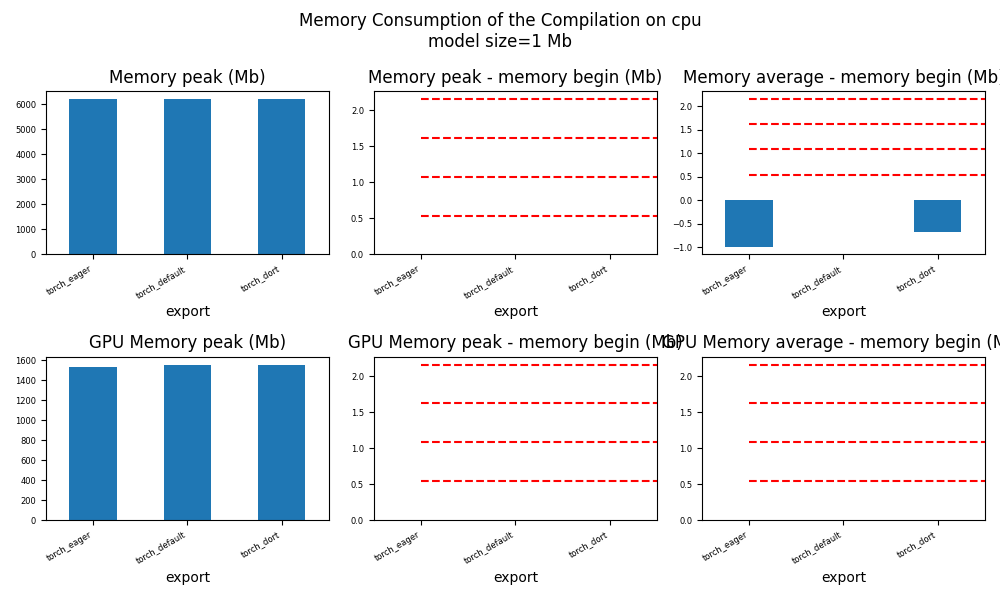 Memory Consumption of the Compilation on cpu
model size=1 Mb
Memory peak (Mb)
6000
5000
4000
3000
2000
1000
0
torch_eager
torch_default
torch_dort
export
Memory peak - memory begin (Mb)
2.0
1.5
1.0
0.5
0.0
torch_eager
torch_default
torch_dort
export
Memory average - memory begin (Mb)
2.0
1.5
1.0
0.5
0.0
−0.5
−1.0
torch_eager
torch_default
torch_dort
export
GPU Memory peak (Mb)
1600
1400
1200
1000
800
600
400
200
0
torch_eager
torch_default
torch_dort
export
GPU Memory peak - memory begin (Mb)
2.0
1.5
1.0
0.5
0.0
torch_eager
torch_default
torch_dort
export
GPU Memory average - memory begin (M
2.0
1.5
1.0
0.5
0.0
torch_eager
torch_default
torch_dort
export